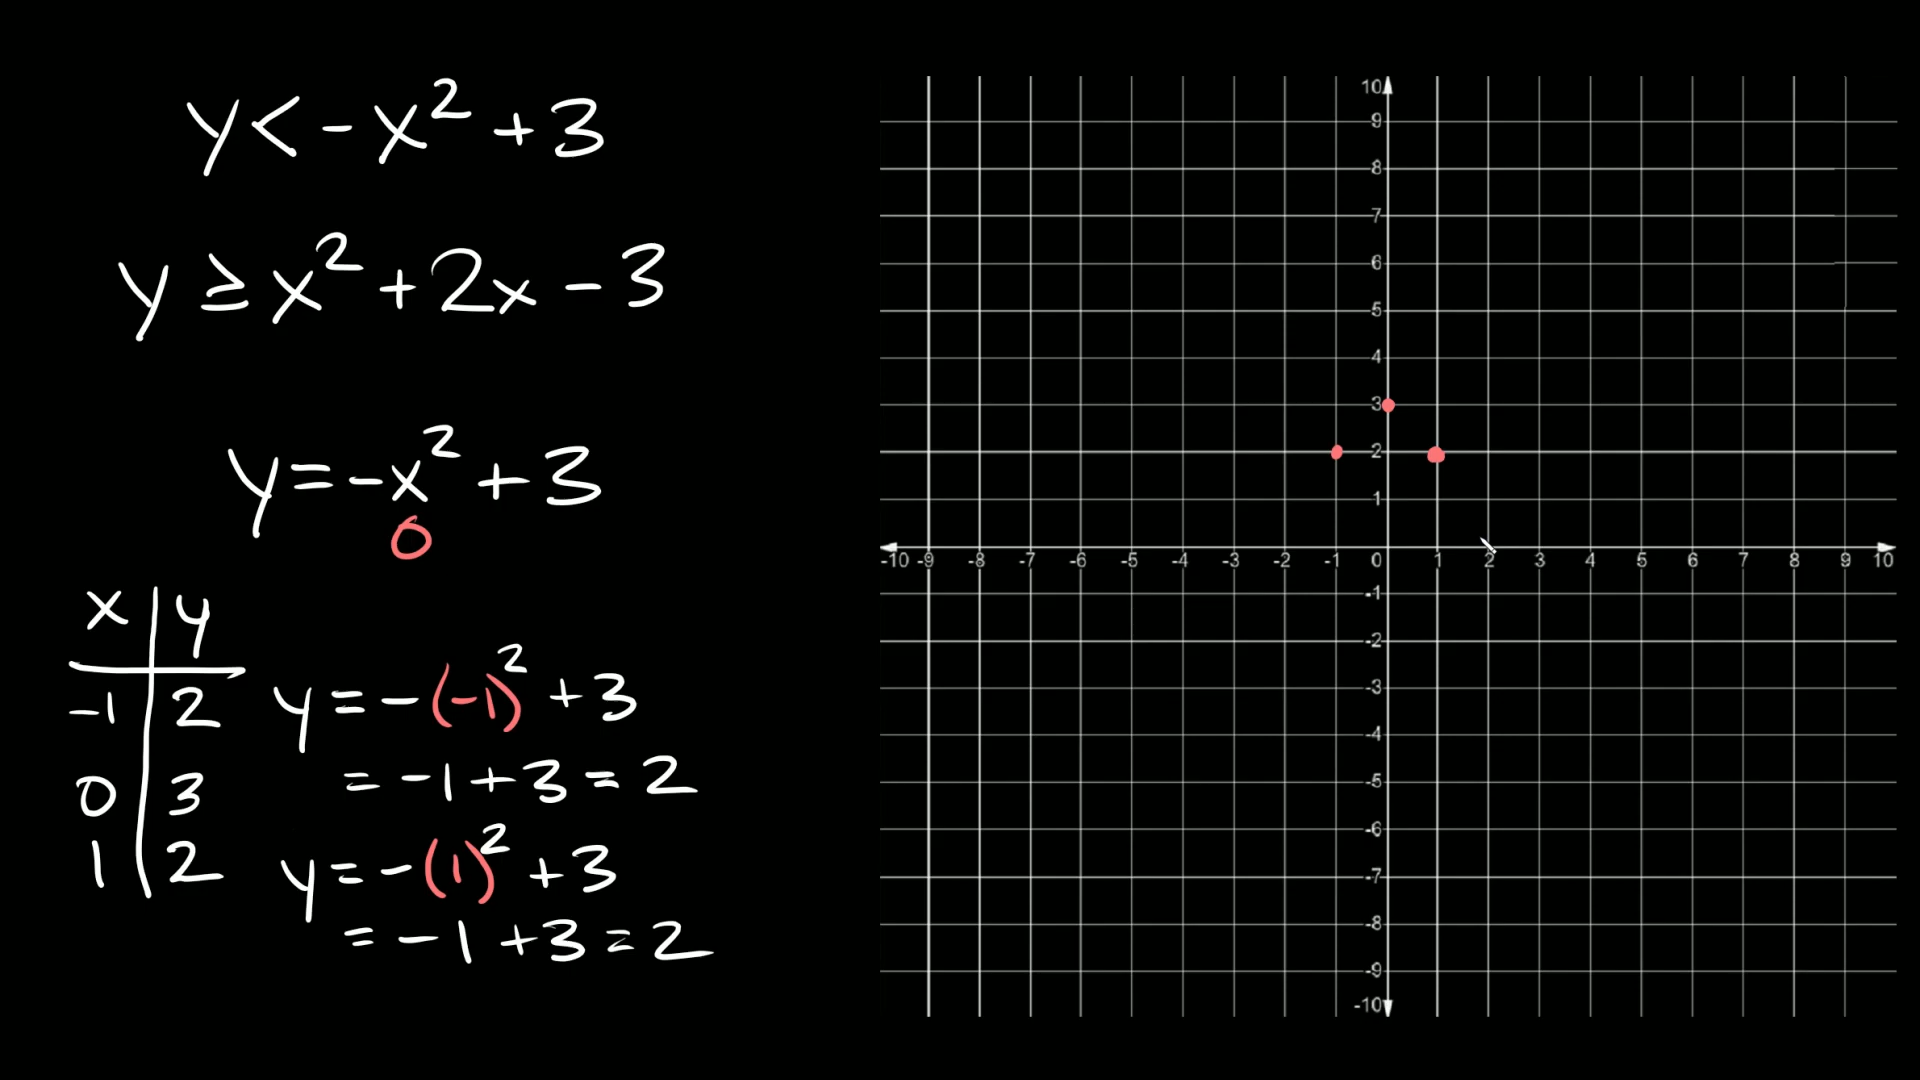 y < -x² + 3
y ≥ x² + 2x - 3
y = -x² + 3
0
x | y
-1 | 2
0 | 3
1 | 2
y = -(-1)² + 3
= -1 + 3 = 2
y = -(1)² + 3
= -1 + 3 = 2
10
9
8
7
6
5
4
3
2
1
-10 -9 -8 -7 -6 -5 -4 -3 -2 -1 0 1 2 3 4 5 6 7 8 9 10
-1
-2
-3
-4
-5
-6
-7
-8
-9
-10